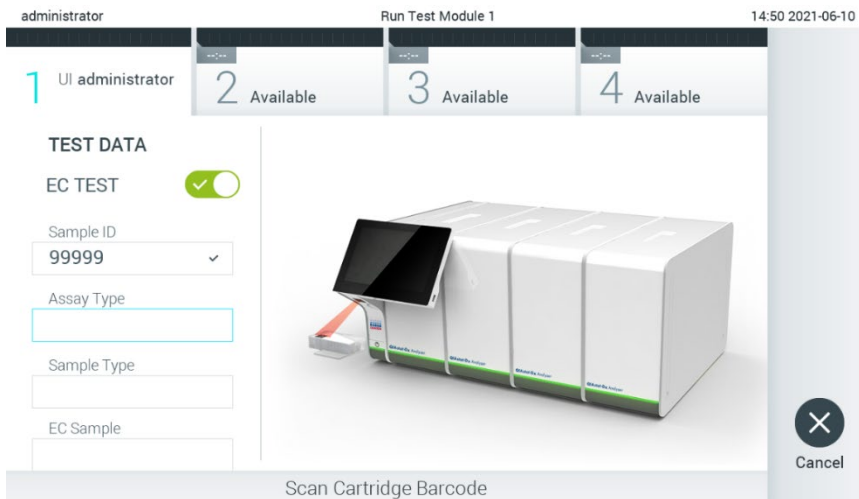 administrator
Run Test Module 1
14:50 2021-06-10
--:--
--:--
--:--
1 UI administrator
2 Available
3 Available
4 Available
TEST DATA
EC TEST
Sample ID
99999
Assay Type
Sample Type
EC Sample
Cancel
Scan Cartridge Barcode